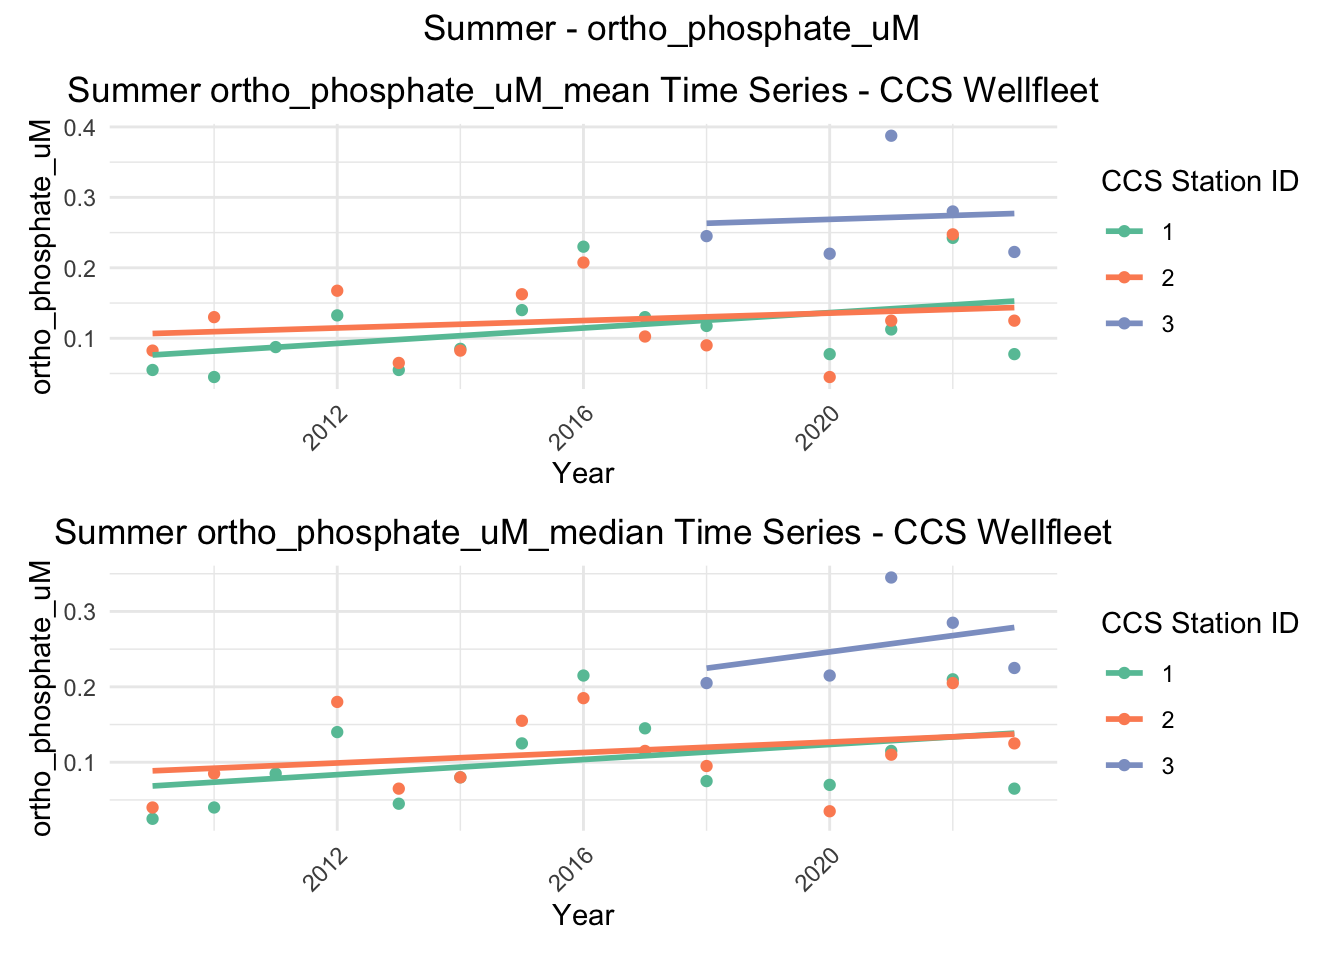 Summer - ortho_phosphate_uM
Summer ortho_phosphate_uM_mean Time Series - CCS Wellfleet
ortho_phosphate_uM
0.4
0.3
0.2
0.1
2012
2016
2020
Year
CCS Station ID
1
2
3
Summer ortho_phosphate_uM_median Time Series - CCS Wellfleet
ortho_phosphate_uM
0.3
0.2
0.1
2012
2016
2020
Year
CCS Station ID
1
2
3